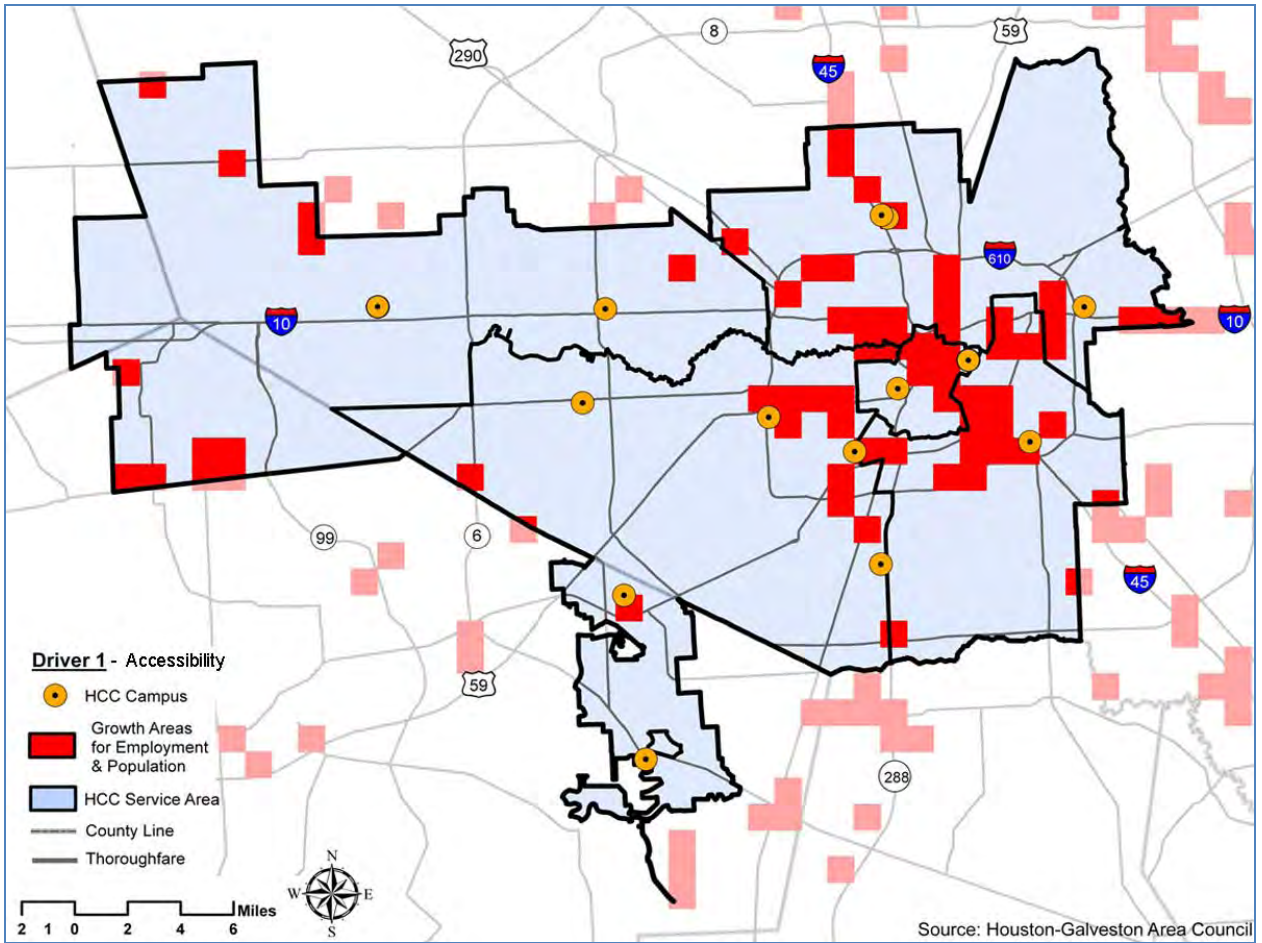 8
59
290
45
610
10
10
99
6
45
59
288
Driver 1 - Accessibility
HCC Campus
Growth Areas
for Employment
& Population
HCC Service Area
County Line
Thoroughfare
N
W E
S
Miles
2 1 0 2 4 6
Source: Houston-Galveston Area Council